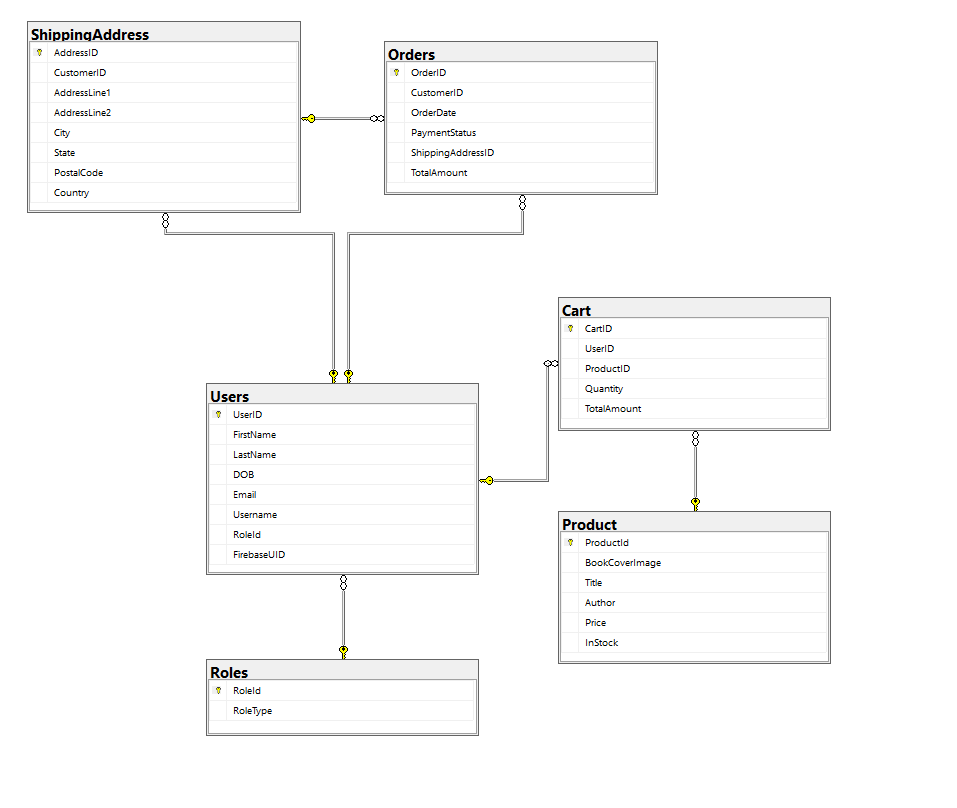 ShippingAddress
AddressID
CustomerID
AddressLine1
AddressLine2
City
State
PostalCode
Country
Orders
OrderID
CustomerID
OrderDate
PaymentStatus
ShippingAddressID
TotalAmount
Cart
CartID
UserID
ProductID
Quantity
TotalAmount
Users
UserID
FirstName
LastName
DOB
Email
Username
RoleId
FirebaseUID
Product
ProductId
BookCoverImage
Title
Author
Price
InStock
Roles
RoleId
RoleType